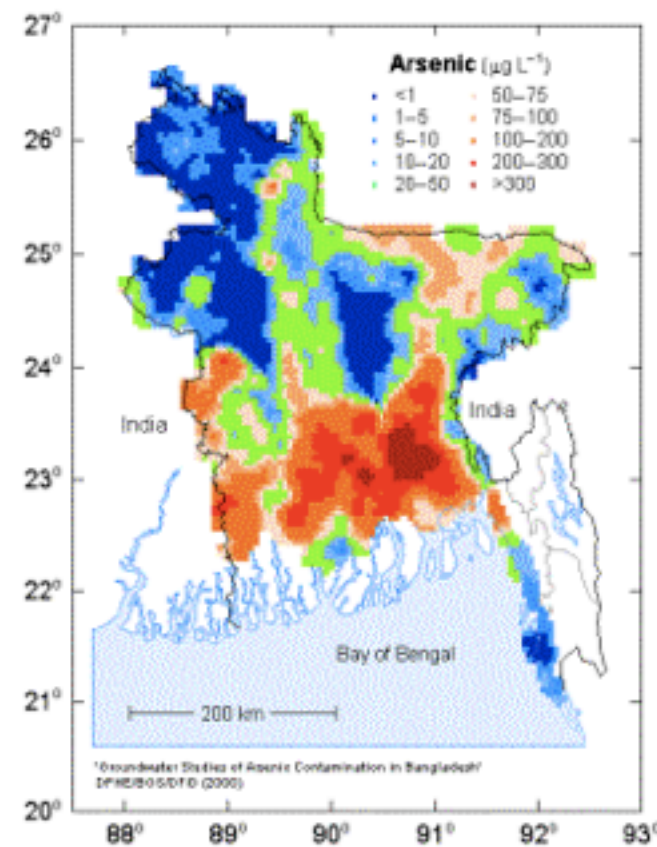 27°
26°
25°
24°
23°
22°
21°
20°
Arsenic (µg L⁻¹)
<1
1–5
5–10
10–20
20–50
50–75
75–100
100–200
200–300
>300
India
India
Bay of Bengal
200 km
'Groundwater Studies of Arsenic Contamination in Bangladesh'
DPHE/BGS/DFID (2000)
88° 89° 90° 91° 92° 93°